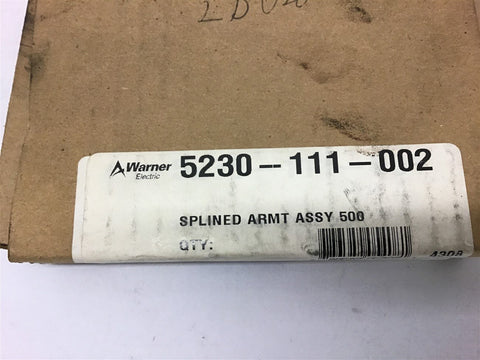 Warner
Electric
5230-111-002
SPLINED ARMT ASSY 500
QTY: